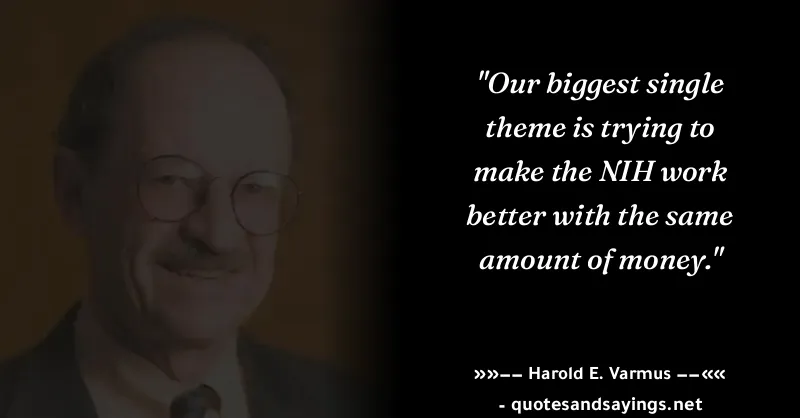 "Our biggest single
theme is trying to
make the NIH work
better with the same
amount of money."
»»−− Harold E. Varmus −−««
- quotesandsayings.net